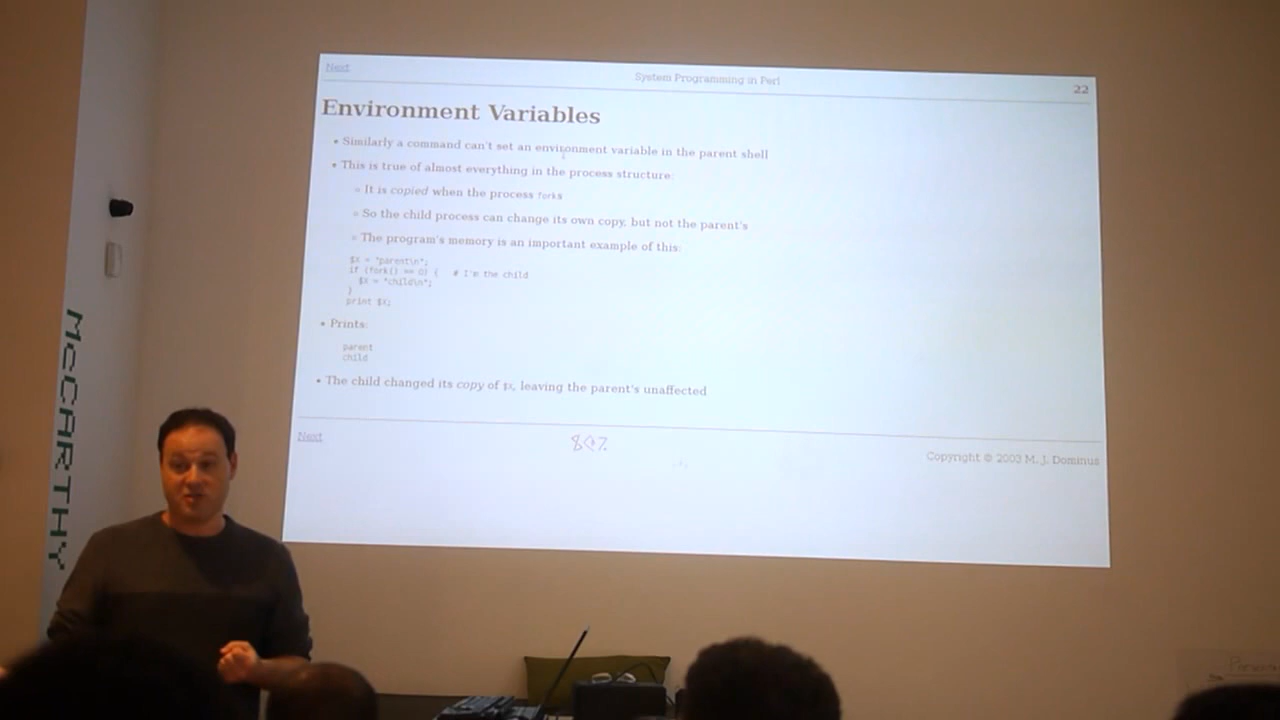 Next
System Programming in Perl
22
Environment Variables
• Similarly a command can't set an environment variable in the parent shell
• This is true of almost everything in the process structure:
It is copied when the process forks
So the child process can change its own copy, but not the parent's
The program's memory is an important example of this:
$x = "parent\n";
if (fork() == 0) { # I'm the child
$x = "child\n";
}
print $x;
• Prints:
parent
child
• The child changed its copy of $x, leaving the parent's unaffected
Next
Copyright © 2003 M. J. Dominus
McCARTHY